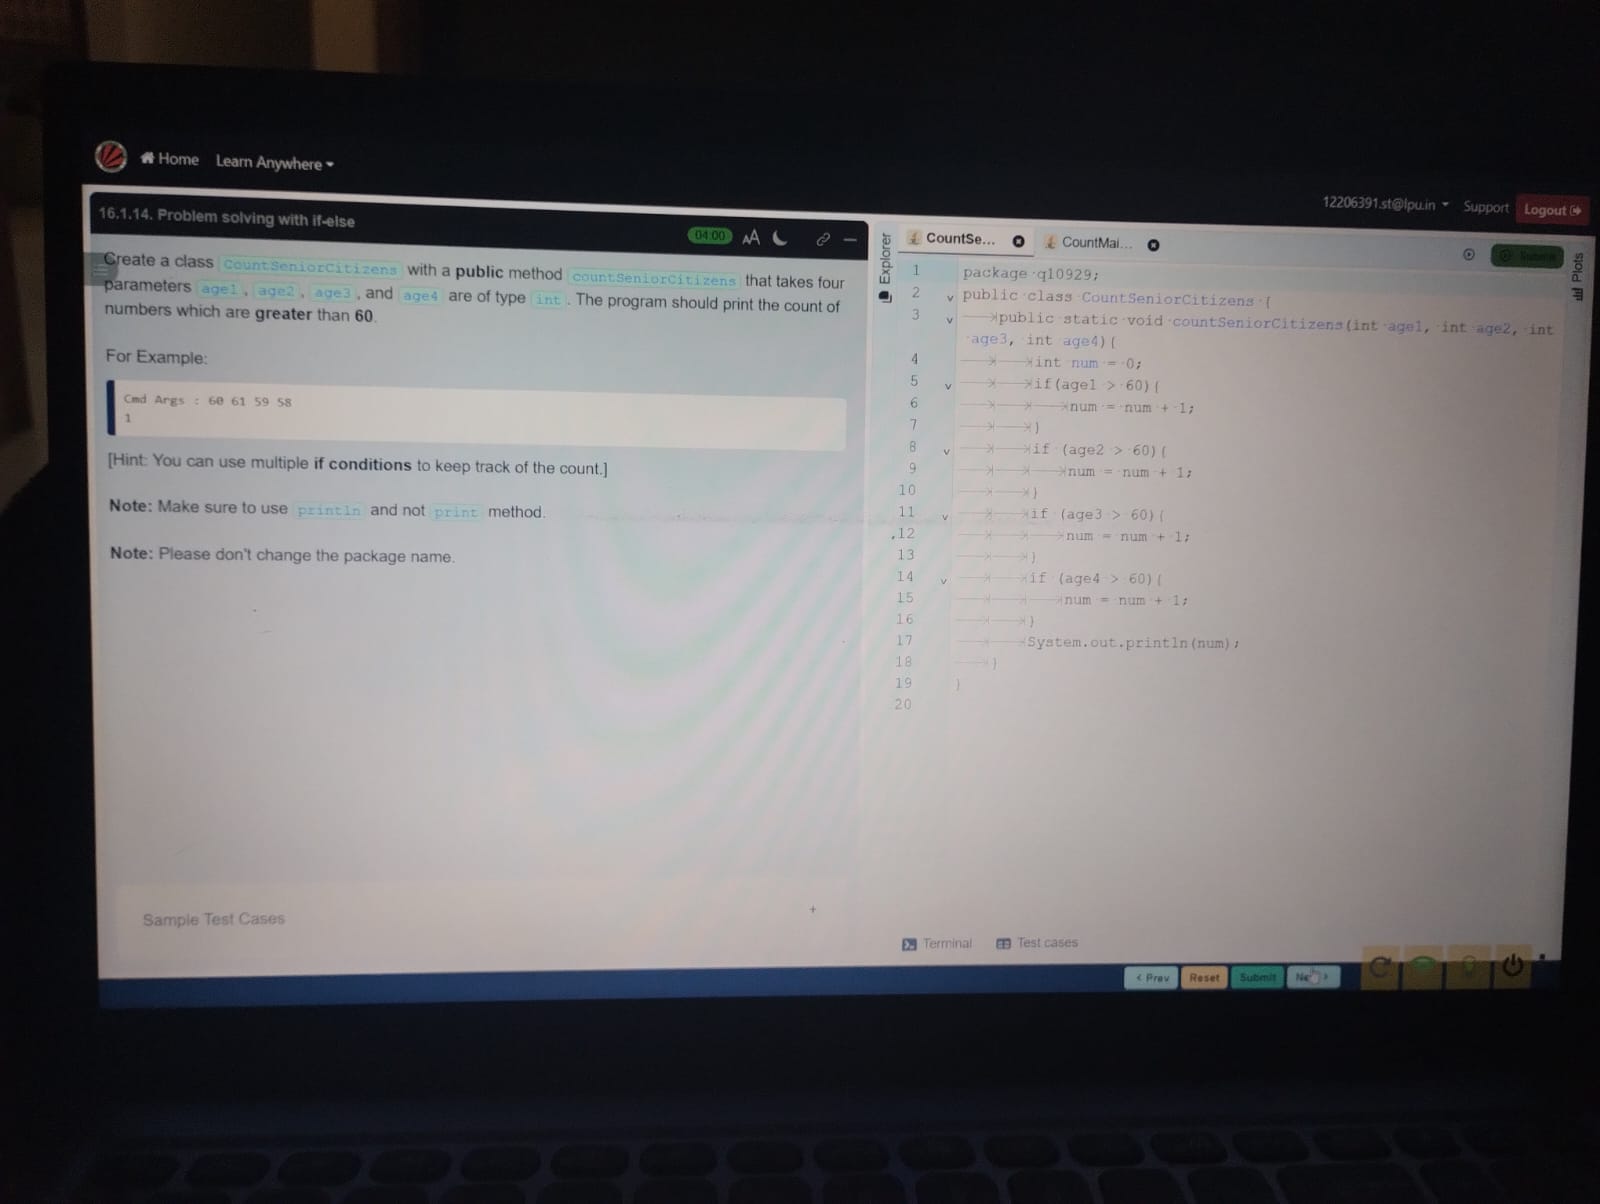 Home Learn Anywhere
12206391.st@lpu.in Support Logout
16.1.14. Problem solving with if-else
04:00 AA
Create a class CountSeniorCitizens with a public method countSeniorCitizens that takes four
parameters age1, age2, age3, and age4 are of type int. The program should print the count of
numbers which are greater than 60.
For Example:
Cmd Args : 60 61 59 58
1
[Hint: You can use multiple if conditions to keep track of the count.]
Note: Make sure to use println and not print method.
Note: Please don't change the package name.
Sample Test Cases
+
Explorer
CountSe... CountMai...
Submit
Plots
1 package q10929;
2 public class CountSeniorCitizens {
3 public static void countSeniorCitizens(int age1, int age2, int
age3, int age4){
4 int num = 0;
5 if(age1 > 60){
6 num = num + 1;
7 }
8 if (age2 > 60){
9 num = num + 1;
10 }
11 if (age3 > 60){
12 num = num + 1;
13 }
14 if (age4 > 60){
15 num = num + 1;
16 }
17 System.out.println(num);
18 }
19 }
20
Terminal Test cases
< Prev Reset Submit